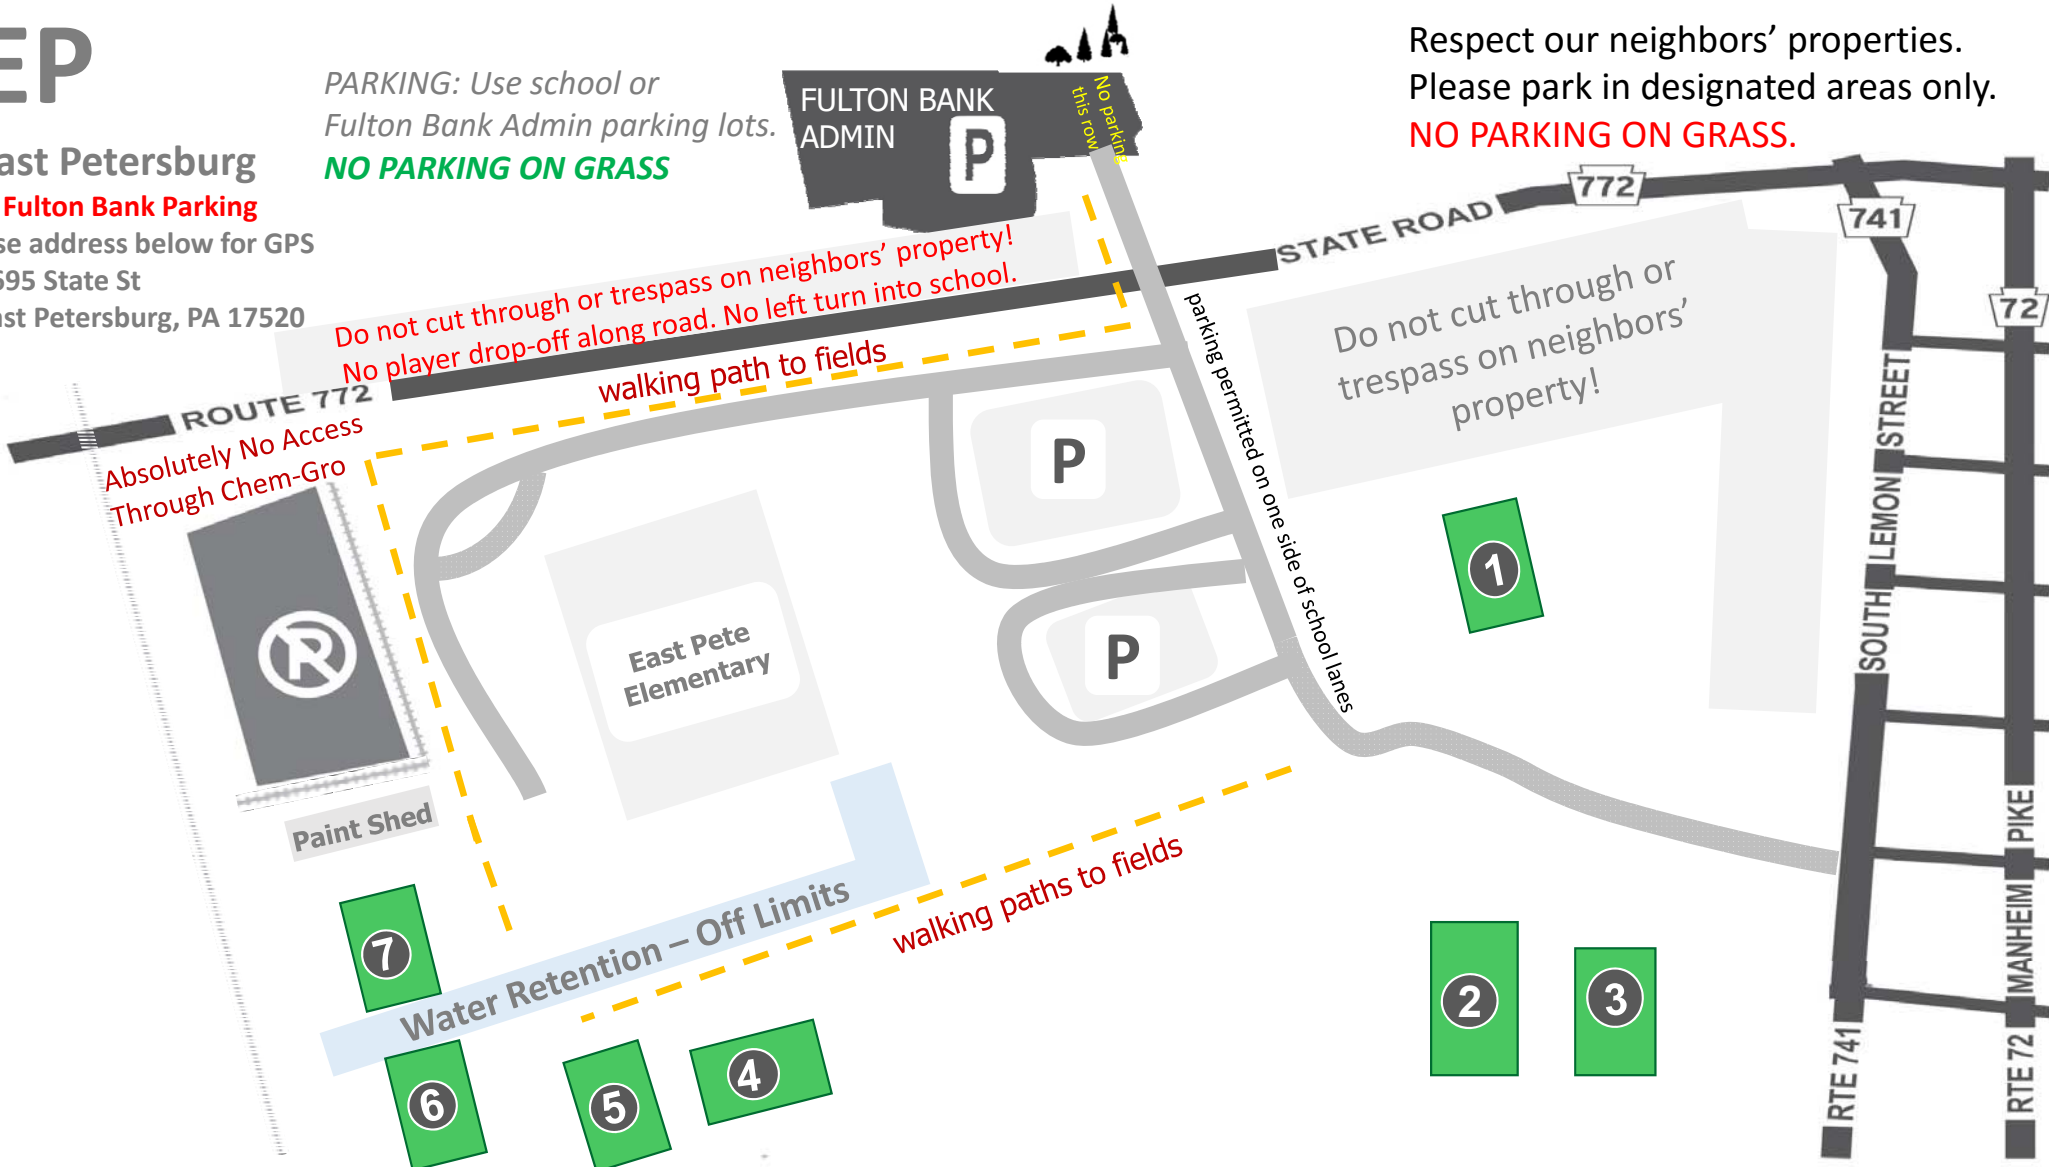 EP
ast Petersburg
Fulton Bank Parking
se address below for GPS
695 State St
ast Petersburg, PA 17520
PARKING: Use school or
Fulton Bank Admin parking lots.
NO PARKING ON GRASS
FULTON BANK
ADMIN
P
No parking
this row
Respect our neighbors’ properties.
Please park in designated areas only.
NO PARKING ON GRASS.
772
741
72
STATE ROAD
Do not cut through or trespass on neighbors’ property!
No player drop-off along road. No left turn into school.
walking path to fields
ROUTE 772
Absolutely No Access
Through Chem-Gro
P
parking permitted on one side of school lanes
Do not cut through or
trespass on neighbors’
property!
1
R
East Pete
Elementary
P
Paint Shed
Water Retention – Off Limits
walking paths to fields
7
6
5
4
2
3
SOUTH LEMON STREET
RTE 741
RTE 72 MANHEIM PIKE